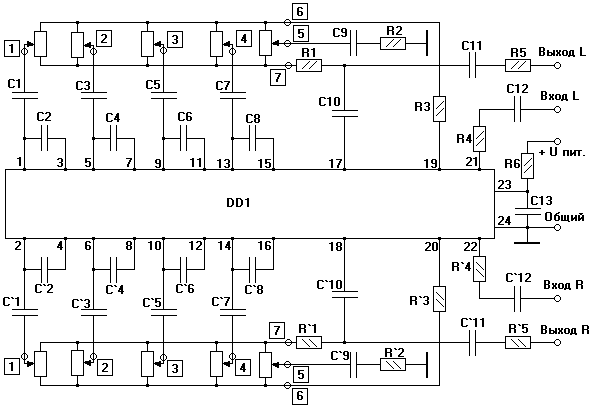 6
1 2 3 4 5 C9 R2
7 R1 C11 R5 Выход L
C1 C3 C5 C7 C10 R3 C12 Вход L
C2 C4 C6 C8 R4 R6 + U пит.
1 3 5 7 9 11 13 15 17 19 21
23
DD1 C13
24 Общий
2 4 6 8 10 12 14 16 18 20 22
C`2 C`4 C`6 C`8 C`10 R`4 C`12 Вход R
C`1 C`3 C`5 C`7 R`3
7 R`1 C`11 R`5 Выход R
1 2 3 4 5 C`9 R`2
6